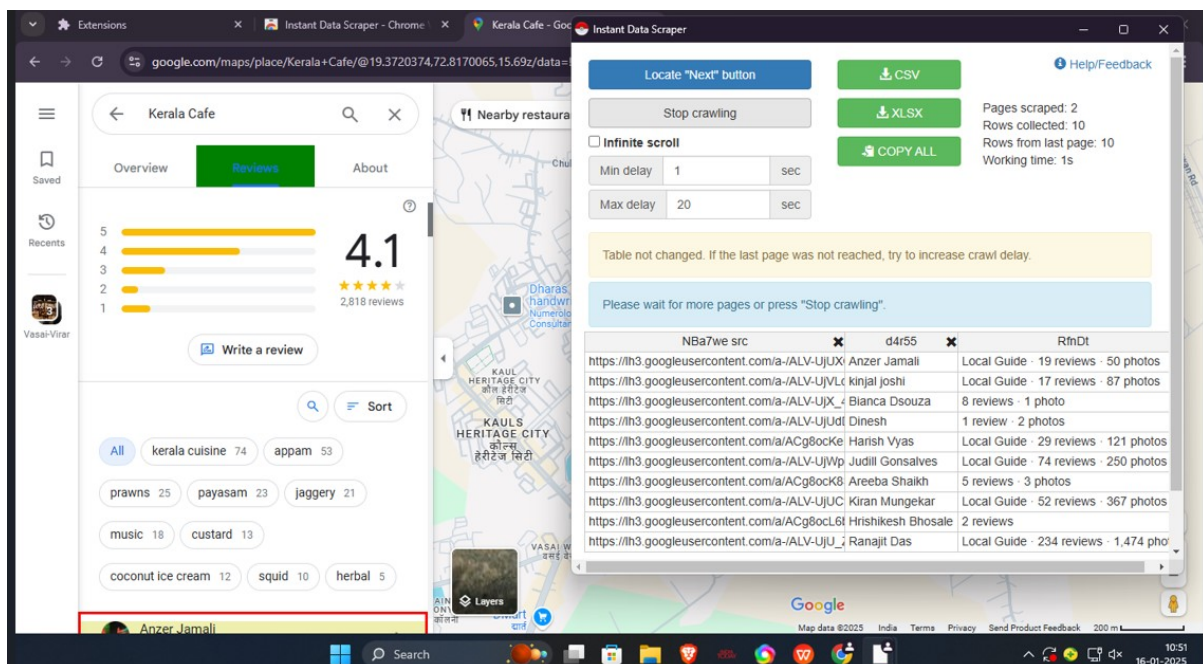 Extensions
Instant Data Scraper - Chrome
Kerala Cafe - Goo
google.com/maps/place/Kerala+Cafe/@19.3720374,72.8170065,15.69z/data=
Saved
Recents
3
Vasai-Virar
Kerala Cafe
Overview
Reviews
About
5
4
3
2
1
4.1
2,818 reviews
Write a review
Sort
All
kerala cuisine 74
appam 53
prawns 25
payasam 23
jaggery 21
music 18
custard 13
coconut ice cream 12
squid 10
herbal 5
Anzer Jamali
Nearby restaura
Chul
Dharas
handwr
Numerolo
Consultan
KAUL
HERITAGE CITY
कौल हेरिटेज
सिटी
KAULS
HERITAGE CITY
कौल्स
हेरिटेज सिटी
VASAI W
Layers
Google
Map data ©2025 India Terms Privacy Send Product Feedback 200 m
Instant Data Scraper
Locate "Next" button
Stop crawling
Infinite scroll
Min delay 1 sec
Max delay 20 sec
CSV
XLSX
COPY ALL
Help/Feedback
Pages scraped: 2
Rows collected: 10
Rows from last page: 10
Working time: 1s
Table not changed. If the last page was not reached, try to increase crawl delay.
Please wait for more pages or press "Stop crawling".
NBa7we src d4r55 RfnDt
https://lh3.googleusercontent.com/a-/ALV-UjUX Anzer Jamali Local Guide · 19 reviews · 50 photos
https://lh3.googleusercontent.com/a-/ALV-UjVL kinjal joshi Local Guide · 17 reviews · 87 photos
https://lh3.googleusercontent.com/a-/ALV-UjX_ Bianca Dsouza 8 reviews · 1 photo
https://lh3.googleusercontent.com/a-/ALV-UjUd Dinesh 1 review · 2 photos
https://lh3.googleusercontent.com/a/ACg8ocKe Harish Vyas Local Guide · 29 reviews · 121 photos
https://lh3.googleusercontent.com/a-/ALV-UjWp Judill Gonsalves Local Guide · 74 reviews · 250 photos
https://lh3.googleusercontent.com/a/ACg8ocK8 Areeba Shaikh 5 reviews · 3 photos
https://lh3.googleusercontent.com/a-/ALV-UjUC Kiran Mungekar Local Guide · 52 reviews · 367 photos
https://lh3.googleusercontent.com/a/ACg8ocL6 Hrishikesh Bhosale 2 reviews
https://lh3.googleusercontent.com/a-/ALV-UjU_ Ranajit Das Local Guide · 234 reviews · 1,474 pho
Search
10:51
16-01-2025